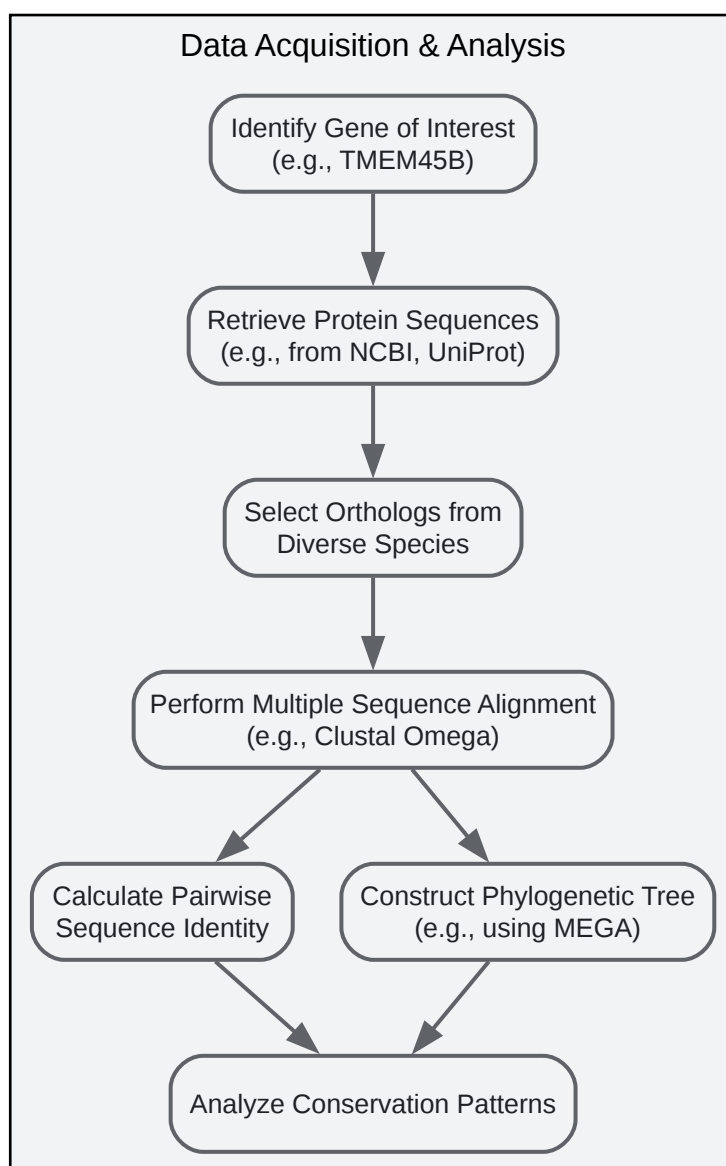 Data Acquisition & Analysis
Identify Gene of Interest
(e.g., TMEM45B)
Retrieve Protein Sequences
(e.g., from NCBI, UniProt)
Select Orthologs from
Diverse Species
Perform Multiple Sequence Alignment
(e.g., Clustal Omega)
Calculate Pairwise
Sequence Identity
Construct Phylogenetic Tree
(e.g., using MEGA)
Analyze Conservation Patterns